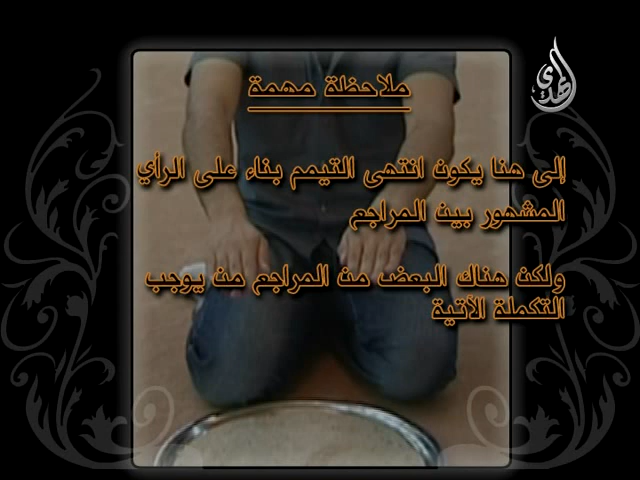 الهدي
ملاحظة مهمة
إلى هنا يكون انتهى التيمم بناء على الرأي
المشهور بين المراجع
ولكن هناك البعض من المراجع من يوجب
التكملة الآتية